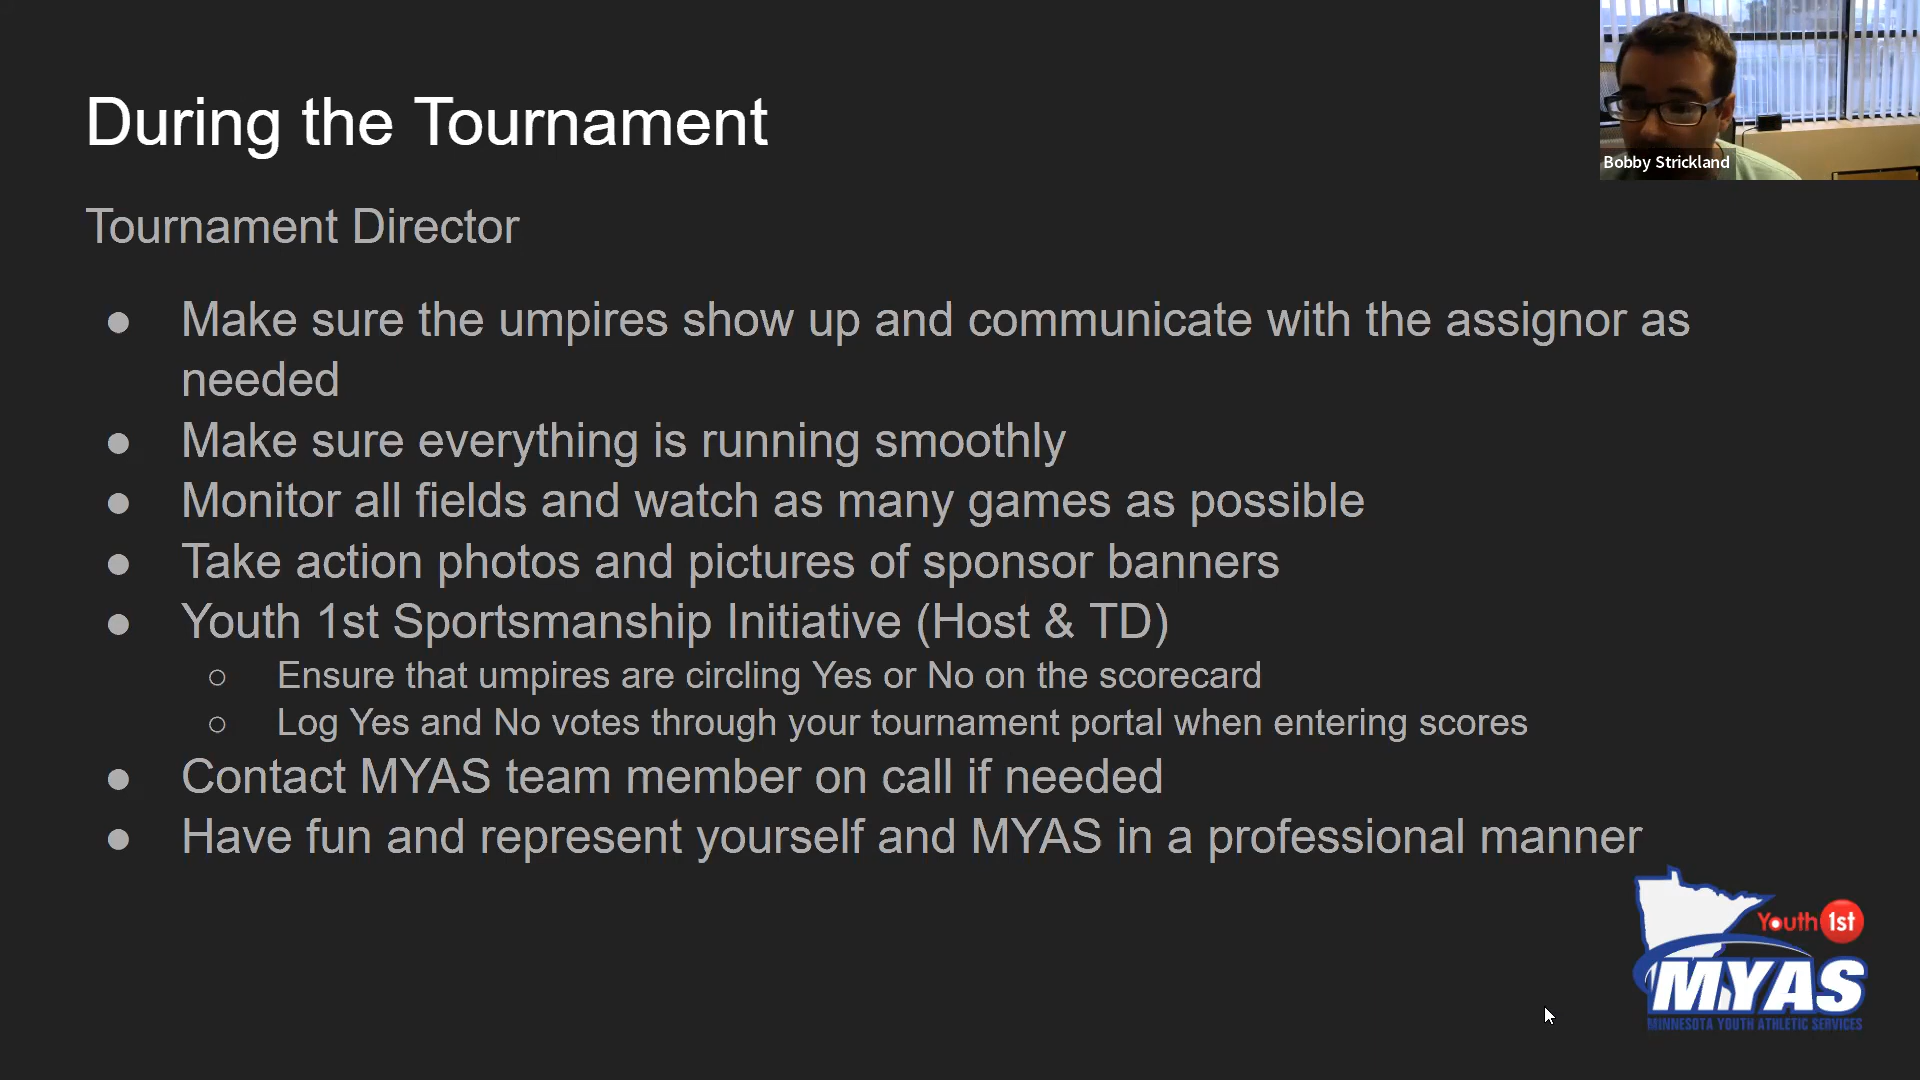 During the Tournament
Bobby Strickland
Tournament Director
● Make sure the umpires show up and communicate with the assignor as
needed
● Make sure everything is running smoothly
● Monitor all fields and watch as many games as possible
● Take action photos and pictures of sponsor banners
● Youth 1st Sportsmanship Initiative (Host & TD)
○ Ensure that umpires are circling Yes or No on the scorecard
○ Log Yes and No votes through your tournament portal when entering scores
● Contact MYAS team member on call if needed
● Have fun and represent yourself and MYAS in a professional manner
Youth 1st
MYAS
MINNESOTA YOUTH ATHLETIC SERVICES